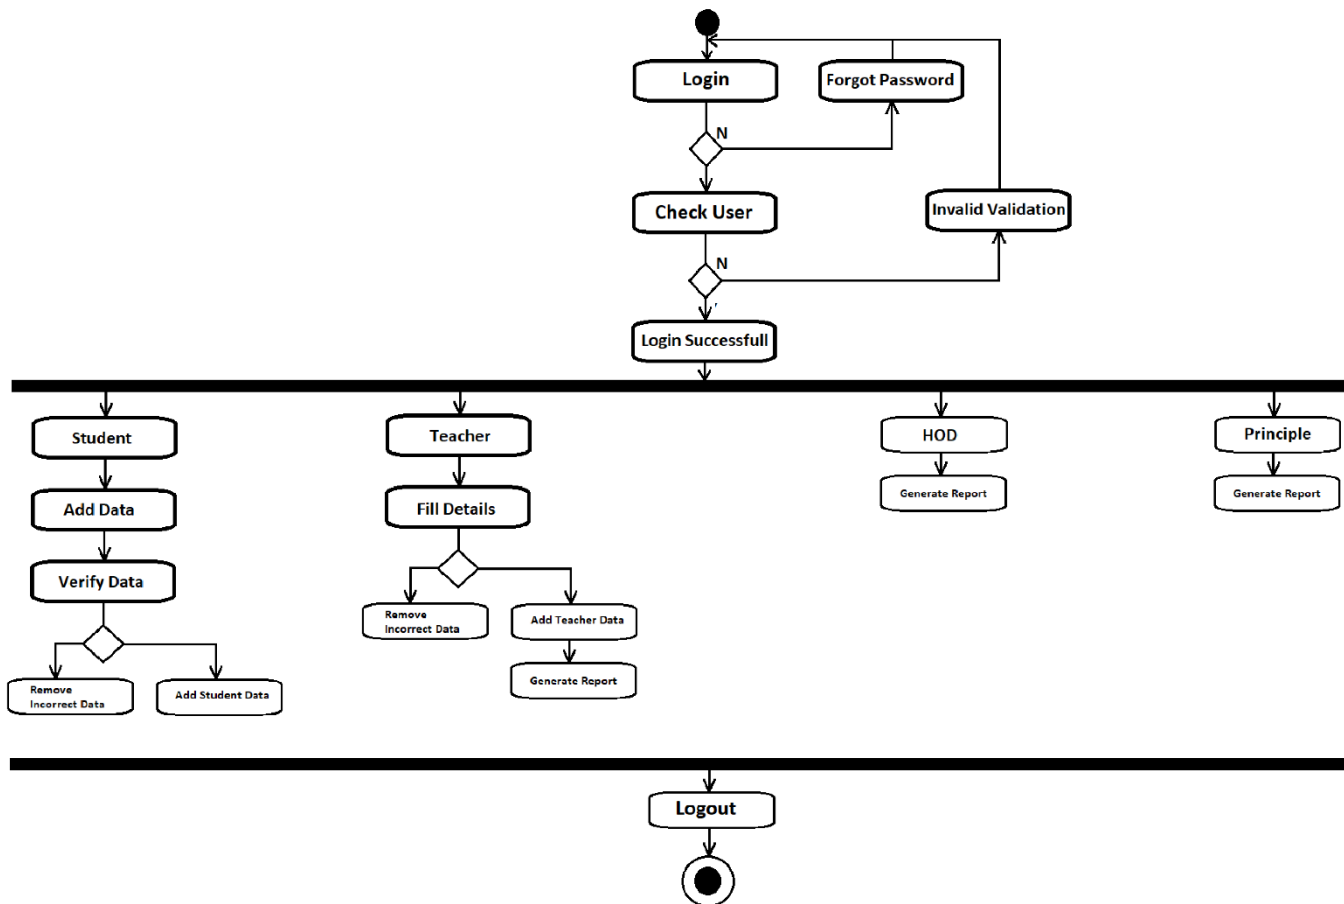 Login
Forgot Password
N
Check User
Invalid Validation
N
Login Successfull
Student
Teacher
HOD
Principle
Add Data
Fill Details
Generate Report
Generate Report
Verify Data
Remove
Incorrect Data
Add Teacher Data
Generate Report
Remove
Incorrect Data
Add Student Data
Logout